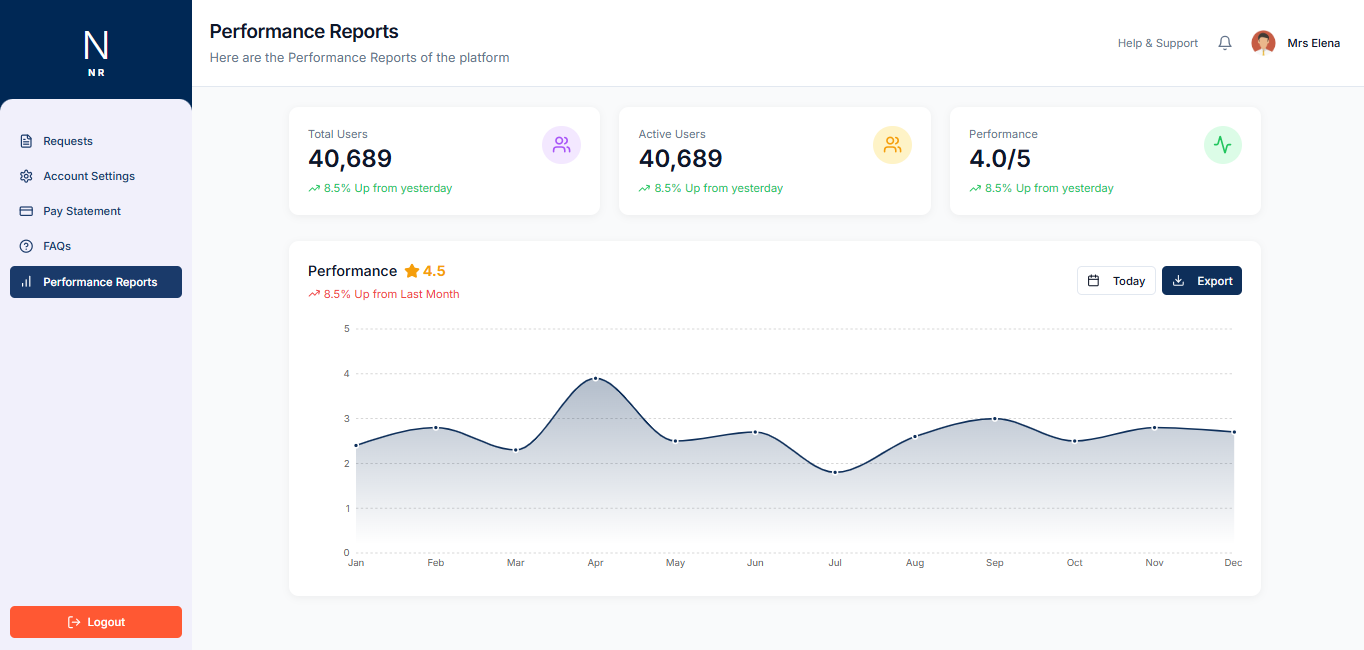 N
NR
Requests
Account Settings
Pay Statement
FAQs
Performance Reports
Logout
Performance Reports
Here are the Performance Reports of the platform
Help & Support
Mrs Elena
Total Users
40,689
8.5% Up from yesterday
Active Users
40,689
8.5% Up from yesterday
Performance
4.0/5
8.5% Up from yesterday
Performance 4.5
8.5% Up from Last Month
Today
Export
5
4
3
2
1
0
Jan Feb Mar Apr May Jun Jul Aug Sep Oct Nov Dec